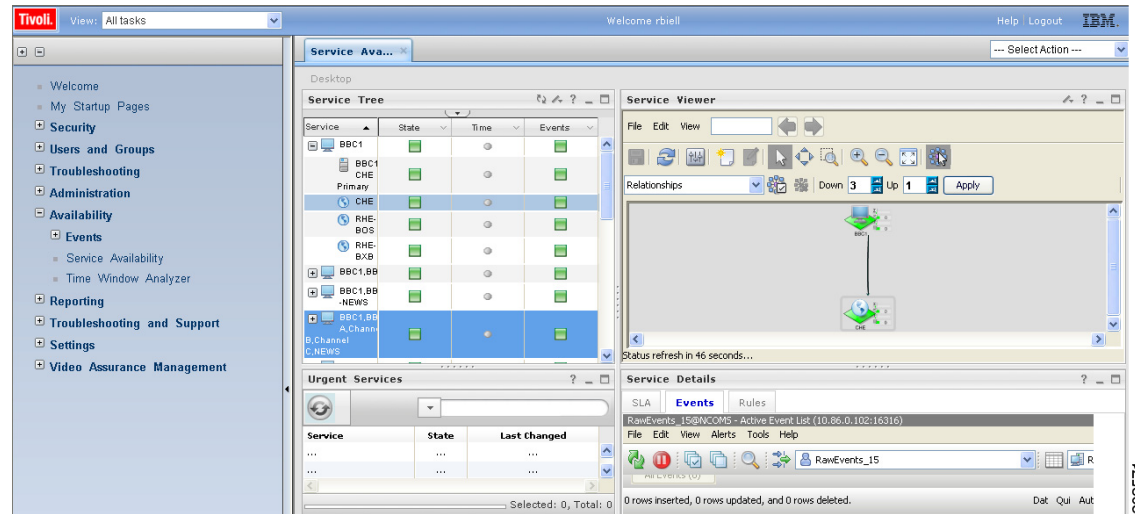 Tivoli. View: All tasks Welcome rbiell Help Logout IBM.
Service Ava... --- Select Action ---
Welcome
My Startup Pages
Security
Users and Groups
Troubleshooting
Administration
Availability
Events
Service Availability
Time Window Analyzer
Reporting
Troubleshooting and Support
Settings
Video Assurance Management
Desktop
Service Tree
Service State Time Events
BBC1
BBC1
CHE
Primary
CHE
RHE-
BOS
RHE-
BXB
BBC1,BB
BBC1,BB
-NEWS
BBC1,BB
A,Chann
B,Channel
C,NEWS
Urgent Services
Service State Last Changed
... ... ...
... ... ...
Selected: 0, Total: 0
Service Viewer
File Edit View
Relationships Down 3 Up 1 Apply
BBC1
CHE
Status refresh in 46 seconds...
Service Details
SLA Events Rules
RawEvents_15@NCOMS - Active Event List (10.86.0.102:16316)
File Edit View Alerts Tools Help
RawEvents_15 R
All Events (0)
0 rows inserted, 0 rows updated, and 0 rows deleted. Dat Qui Aut